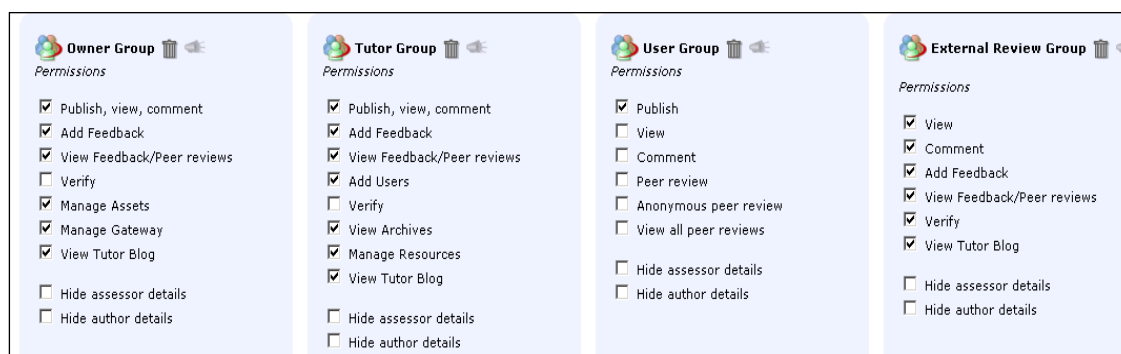 Owner Group
Permissions
Publish, view, comment
Add Feedback
View Feedback/Peer reviews
Verify
Manage Assets
Manage Gateway
View Tutor Blog
Hide assessor details
Hide author details
Tutor Group
Permissions
Publish, view, comment
Add Feedback
View Feedback/Peer reviews
Add Users
Verify
View Archives
Manage Resources
View Tutor Blog
Hide assessor details
Hide author details
User Group
Permissions
Publish
View
Comment
Peer review
Anonymous peer review
View all peer reviews
Hide assessor details
Hide author details
External Review Group
Permissions
View
Comment
Add Feedback
View Feedback/Peer reviews
Verify
View Tutor Blog
Hide assessor details
Hide author details